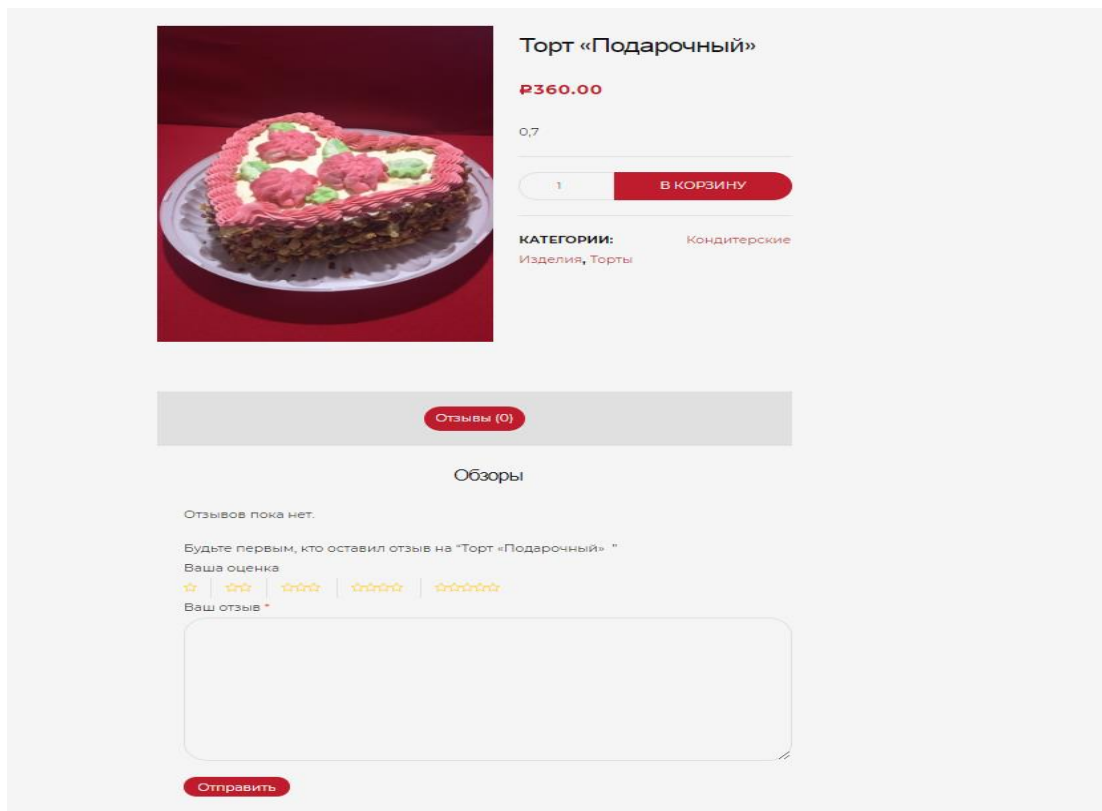 Торт «Подарочный»
₽360.00
0,7
1
В КОРЗИНУ
КАТЕГОРИИ: Кондитерские
Изделия, Торты
Отзывы (0)
Обзоры
Отзывов пока нет.
Будьте первым, кто оставил отзыв на “Торт «Подарочный» ”
Ваша оценка
Ваш отзыв *
Отправить